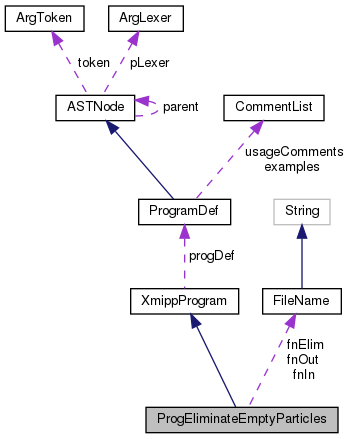 ArgToken
ArgLexer
token
pLexer
ASTNode
parent
CommentList
usageComments
examples
ProgramDef
String
progDef
XmippProgram
FileName
fnElim
fnOut
fnIn
ProgEliminateEmptyParticles